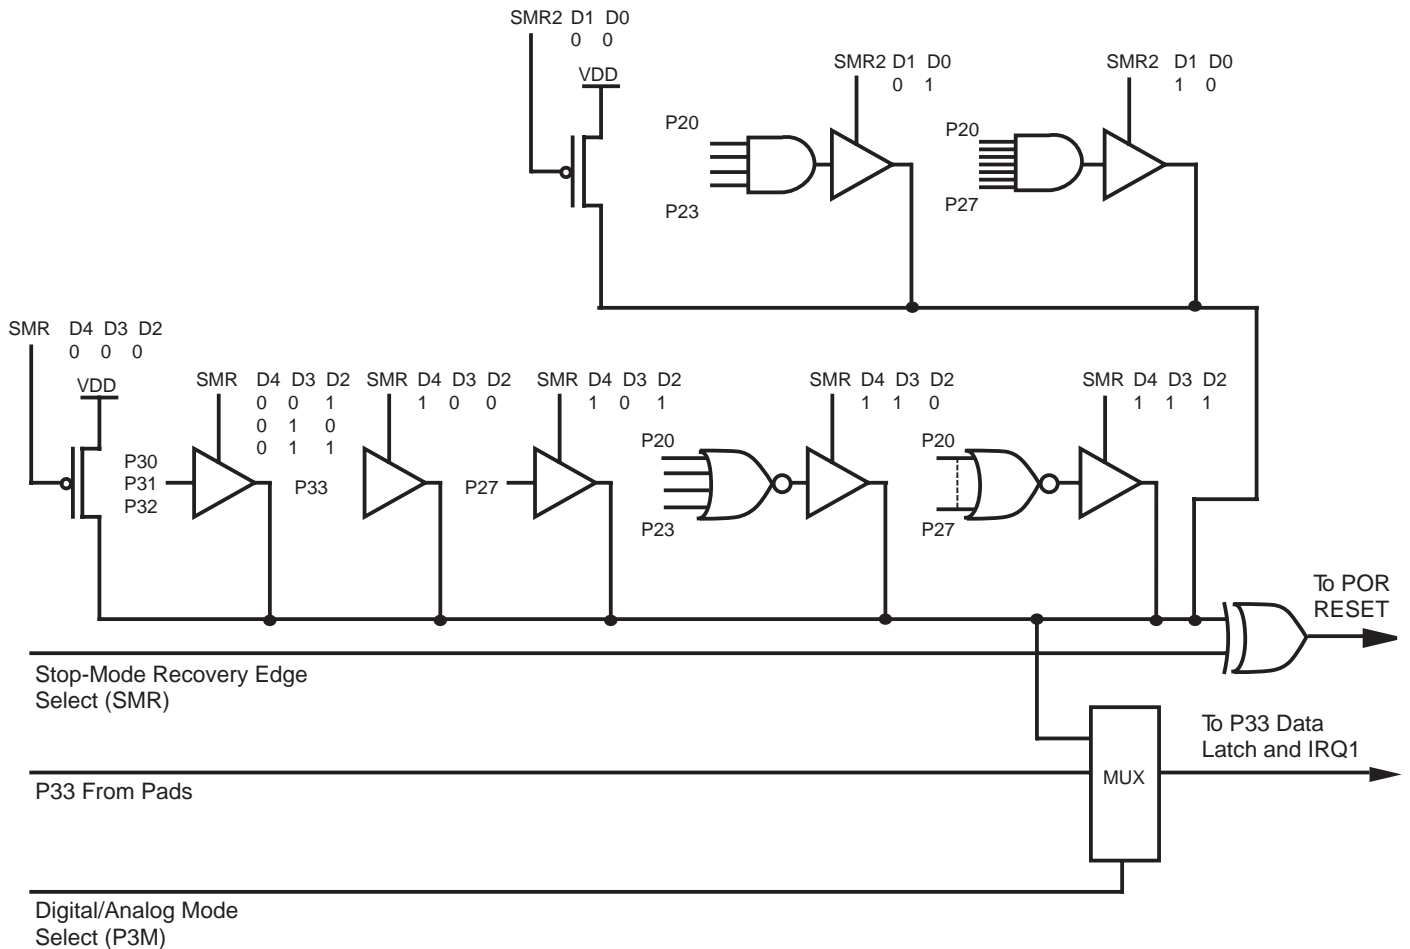 SMR2 D1 D0
0 0
VDD
SMR2 D1 D0
0 1
P20
P23
SMR2 D1 D0
1 0
P20
P27
SMR D4 D3 D2
0 0 0
VDD
SMR D4 D3 D2
0 0 1
0 1 0
0 1 1
P30
P31
P32
SMR D4 D3 D2
1 0 0
P33
SMR D4 D3 D2
1 0 1
P27
SMR D4 D3 D2
1 1 0
P20
P23
SMR D4 D3 D2
1 1 1
P20
P27
To POR
RESET
Stop-Mode Recovery Edge
Select (SMR)
To P33 Data
Latch and IRQ1
MUX
P33 From Pads
Digital/Analog Mode
Select (P3M)